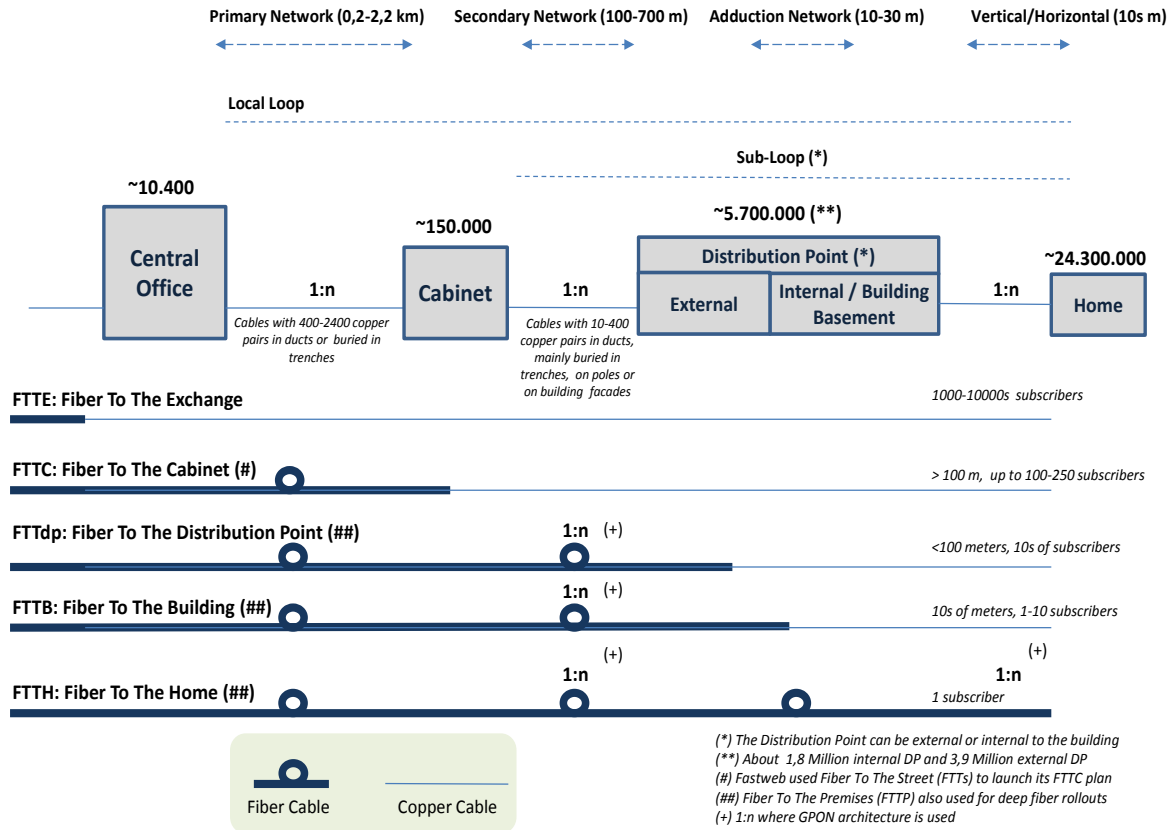 Primary Network (0,2-2,2 km) Secondary Network (100-700 m) Adduction Network (10-30 m) Vertical/Horizontal (10s m)
Local Loop
Sub-Loop (*)
~10.400
~150.000
~5.700.000 (**)
~24.300.000
Central
Office
1:n
Cabinet
1:n
Distribution Point (*)
External
Internal / Building
Basement
1:n
Home
Cables with 400-2400 copper
pairs in ducts or buried in
trenches
Cables with 10-400
copper pairs in ducts,
mainly buried in
trenches, on poles or
on building facades
FTTE: Fiber To The Exchange
1000-10000s subscribers
FTTC: Fiber To The Cabinet (#)
> 100 m, up to 100-250 subscribers
FTTdp: Fiber To The Distribution Point (##)
1:n (+)
<100 meters, 10s of subscribers
FTTB: Fiber To The Building (##)
1:n (+)
10s of meters, 1-10 subscribers
FTTH: Fiber To The Home (##)
1:n (+)
1:n (+)
1 subscriber
Fiber Cable
Copper Cable
(*) The Distribution Point can be external or internal to the building
(**) About 1,8 Million internal DP and 3,9 Million external DP
(#) Fastweb used Fiber To The Street (FTTs) to launch its FTTC plan
(##) Fiber To The Premises (FTTP) also used for deep fiber rollouts
(+) 1:n where GPON architecture is used